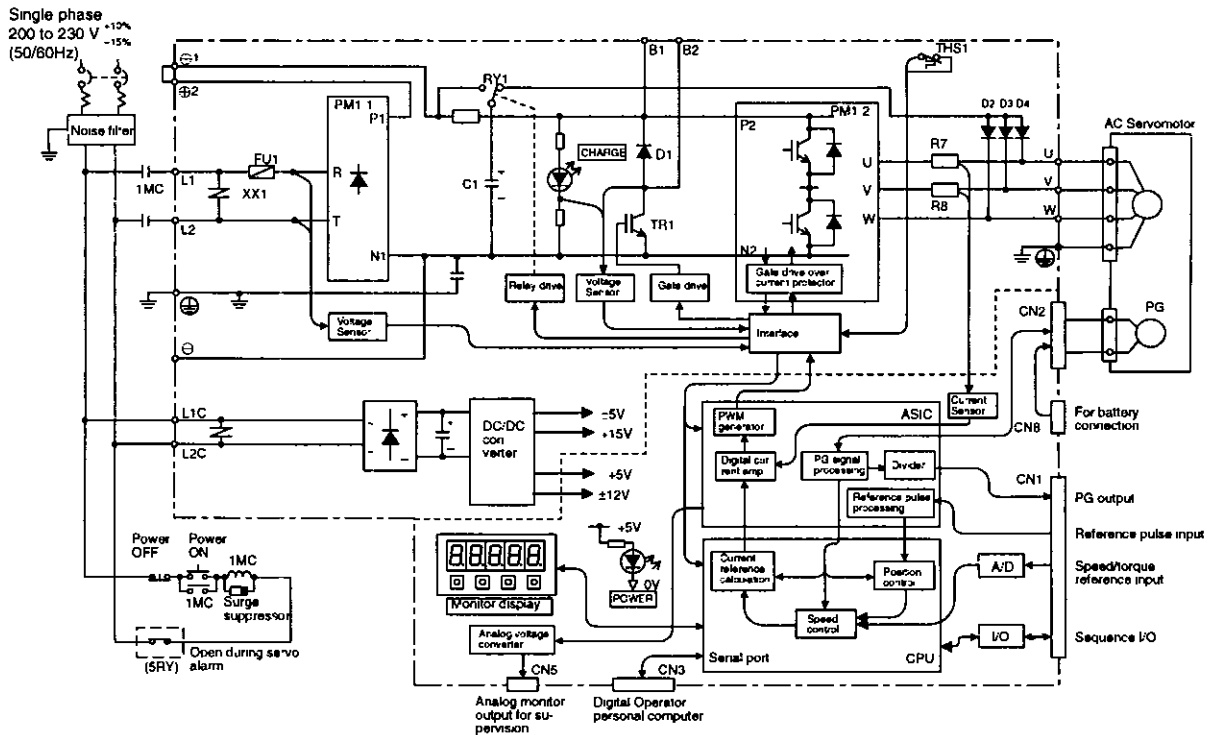 Single phase
200 to 230 V +10% −15%
(50/60Hz)
Noise filter
⊖1
⊕2
B1
B2
THS1
RY1
PM1 1
P1
R
T
N1
FU1
1MC
L1
XX1
L2
C1
CHARGE
D1
TR1
PM1 2
P2
N2
U
V
W
R7
R8
D2 D3 D4
U
V
W
AC Servomotor
PG
Gate drive over
current protector
Relay drive
Voltage
Sensor
Gate drive
Voltage
Sensor
Interface
⊖
CN2
L1C
L2C
DC/DC
con
verter
±5V
+15V
+5V
±12V
ASIC
PWM
generator
Current
Sensor
CN8
For battery
connection
Digital cur
rent amp
PG signal
processing
Divider
Reference pulse
processing
CN1
PG output
Reference pulse input
Speed/torque
reference input
Sequence I/O
A/D
I/O
Current
reference
calculation
Position
control
Speed
control
Serial port
CPU
Power
OFF
Power
ON
1MC
1MC
Surge
suppressor
(5RY)
Open during servo
alarm
8.8.8.8.8.
Monitor display
+5V
0V
POWER
Analog voltage
converter
CN5
CN3
Analog monitor
output for su-
pervision
Digital Operator
personal computer